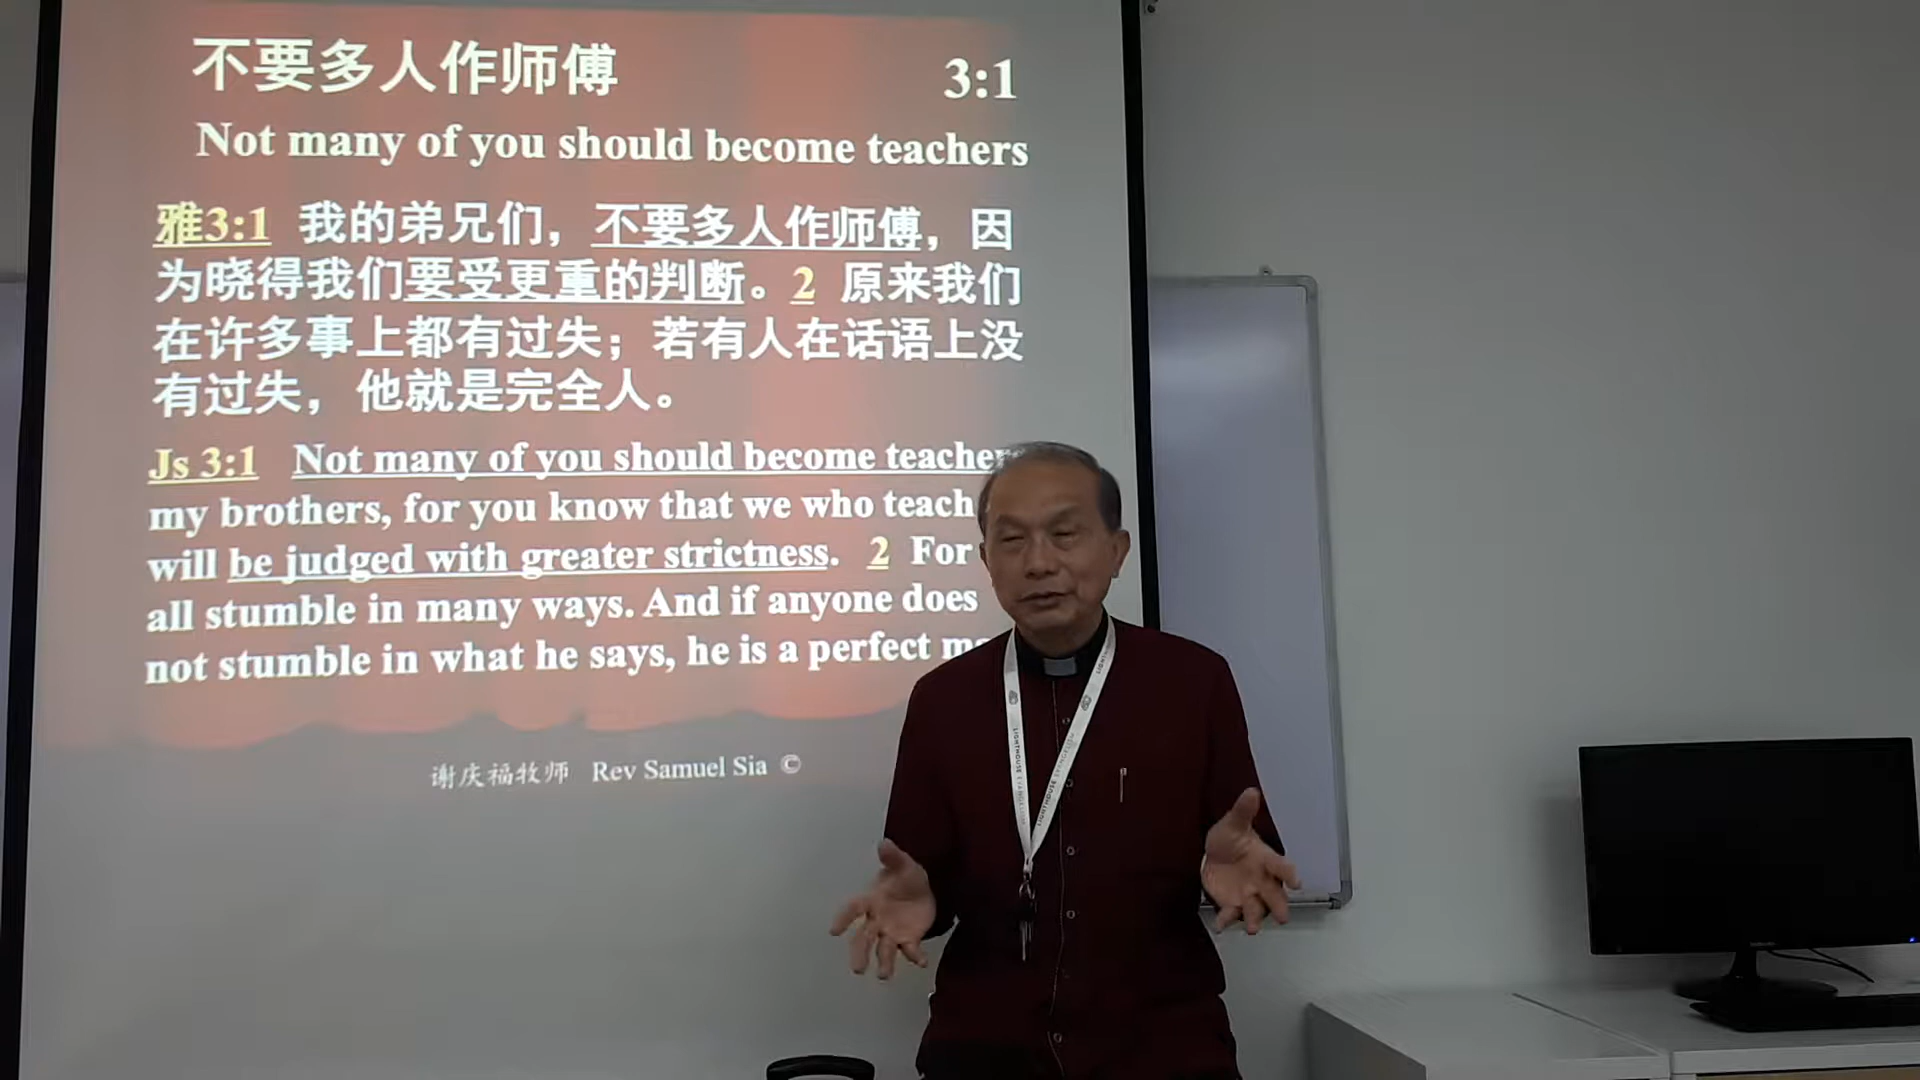 不要多人作师傅 3:1
Not many of you should become teachers
雅3:1 我的弟兄们，不要多人作师傅，因
为晓得我们要受更重的判断。2 原来我们
在许多事上都有过失；若有人在话语上没
有过失，他就是完全人。
Js 3:1 Not many of you should become teachers
my brothers, for you know that we who teach
will be judged with greater strictness. 2 For
all stumble in many ways. And if anyone does
not stumble in what he says, he is a perfect
谢庆福牧师 Rev Samuel Sia ©
LIGHTHOUSE EVANGELISM
LIGHTHOUSE EVANGELISM